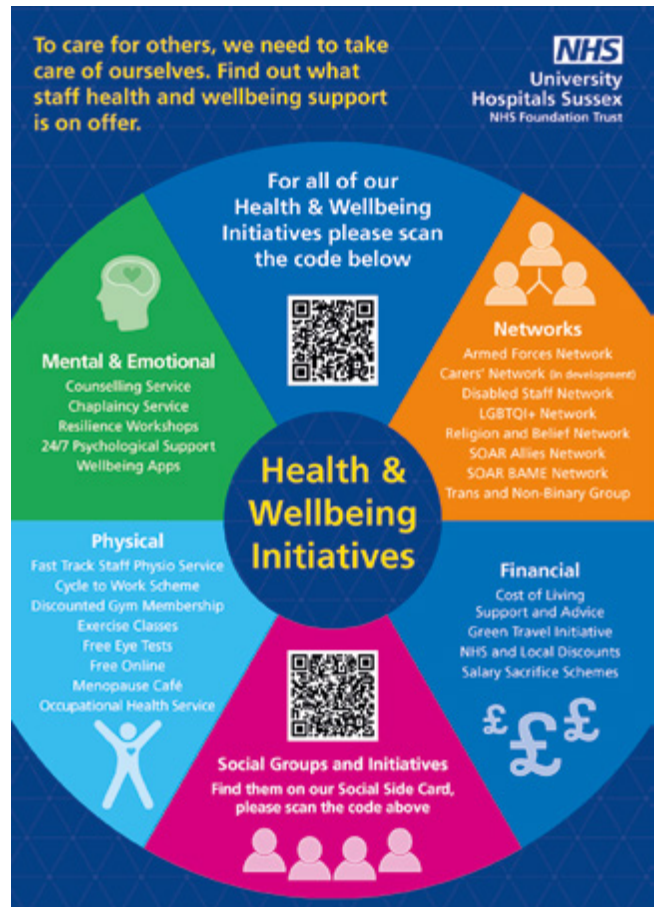 To care for others, we need to take
care of ourselves. Find out what
staff health and wellbeing support
is on offer.
NHS
University
Hospitals Sussex
NHS Foundation Trust
For all of our
Health & Wellbeing
Initiatives please scan
the code below
Mental & Emotional
Counselling Service
Chaplaincy Service
Resilience Workshops
24/7 Psychological Support
Wellbeing Apps
Networks
Armed Forces Network
Carers' Network (in development)
Disabled Staff Network
LGBTQI+ Network
Religion and Belief Network
SOAR Allies Network
SOAR BAME Network
Trans and Non-Binary Group
Health &
Wellbeing
Initiatives
Physical
Fast Track Staff Physio Service
Cycle to Work Scheme
Discounted Gym Membership
Exercise Classes
Free Eye Tests
Free Online
Menopause Café
Occupational Health Service
Financial
Cost of Living
Support and Advice
Green Travel Initiative
NHS and Local Discounts
Salary Sacrifice Schemes
£ £ £
Social Groups and Initiatives
Find them on our Social Side Card,
please scan the code above